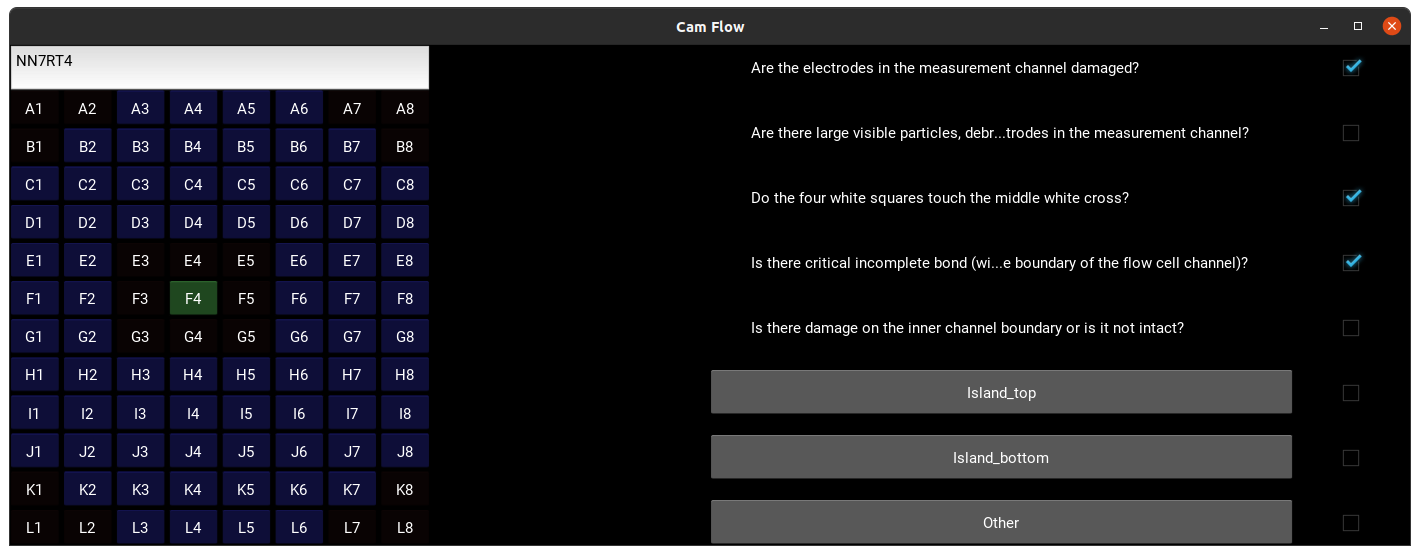 Cam Flow
NN7RT4
A1 A2 A3 A4 A5 A6 A7 A8
B1 B2 B3 B4 B5 B6 B7 B8
C1 C2 C3 C4 C5 C6 C7 C8
D1 D2 D3 D4 D5 D6 D7 D8
E1 E2 E3 E4 E5 E6 E7 E8
F1 F2 F3 F4 F5 F6 F7 F8
G1 G2 G3 G4 G5 G6 G7 G8
H1 H2 H3 H4 H5 H6 H7 H8
I1 I2 I3 I4 I5 I6 I7 I8
J1 J2 J3 J4 J5 J6 J7 J8
K1 K2 K3 K4 K5 K6 K7 K8
L1 L2 L3 L4 L5 L6 L7 L8
Are the electrodes in the measurement channel damaged?
Are there large visible particles, debr...trodes in the measurement channel?
Do the four white squares touch the middle white cross?
Is there critical incomplete bond (wi...e boundary of the flow cell channel)?
Is there damage on the inner channel boundary or is it not intact?
Island_top
Island_bottom
Other